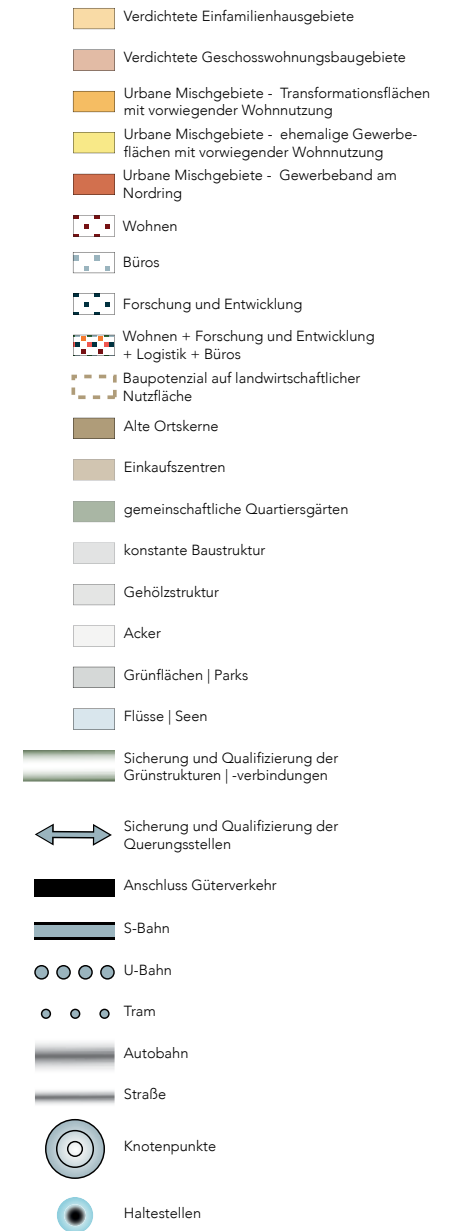 Verdichtete Einfamilienhausgebiete
Verdichtete Geschosswohnungsbaugebiete
Urbane Mischgebiete - Transformationsflächen
mit vorwiegender Wohnnutzung
Urbane Mischgebiete - ehemalige Gewerbe-
flächen mit vorwiegender Wohnnutzung
Urbane Mischgebiete - Gewerbeband am
Nordring
Wohnen
Büros
Forschung und Entwicklung
Wohnen + Forschung und Entwicklung
+ Logistik + Büros
Baupotenzial auf landwirtschaftlicher
Nutzfläche
Alte Ortskerne
Einkaufszentren
gemeinschaftliche Quartiersgärten
konstante Baustruktur
Gehölzstruktur
Acker
Grünflächen | Parks
Flüsse | Seen
Sicherung und Qualifizierung der
Grünstrukturen | -verbindungen
Sicherung und Qualifizierung der
Querungsstellen
Anschluss Güterverkehr
S-Bahn
U-Bahn
Tram
Autobahn
Straße
Knotenpunkte
Haltestellen